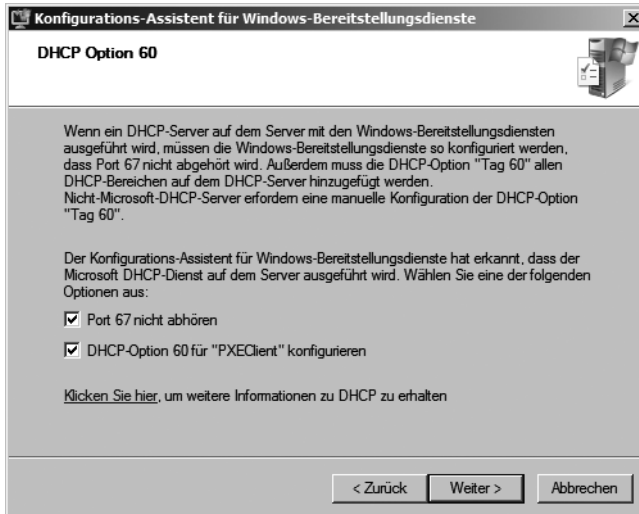 Konfigurations-Assistent für Windows-Bereitstellungsdienste
DHCP Option 60
Wenn ein DHCP-Server auf dem Server mit den Windows-Bereitstellungsdiensten
ausgeführt wird, müssen die Windows-Bereitstellungsdienste so konfiguriert werden,
dass Port 67 nicht abgehört wird. Außerdem muss die DHCP-Option "Tag 60" allen
DHCP-Bereichen auf dem DHCP-Server hinzugefügt werden.
Nicht-Microsoft-DHCP-Server erfordern eine manuelle Konfiguration der DHCP-Option
"Tag 60".
Der Konfigurations-Assistent für Windows-Bereitstellungsdienste hat erkannt, dass der
Microsoft DHCP-Dienst auf dem Server ausgeführt wird. Wählen Sie eine der folgenden
Optionen aus:
Port 67 nicht abhören
DHCP-Option 60 für "PXEClient" konfigurieren
Klicken Sie hier, um weitere Informationen zu DHCP zu erhalten
< Zurück Weiter > Abbrechen